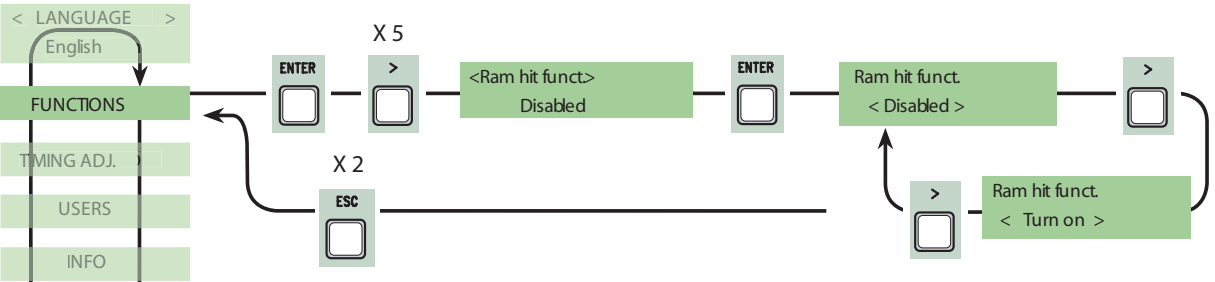 < LANGUAGE >
English
FUNCTIONS
TIMING ADJ.
USERS
INFO
ENTER
X 5
>
<Ram hit funct.>
Disabled
ENTER
Ram hit funct.
< Disabled >
>
Ram hit funct.
< Turn on >
>
X 2
ESC